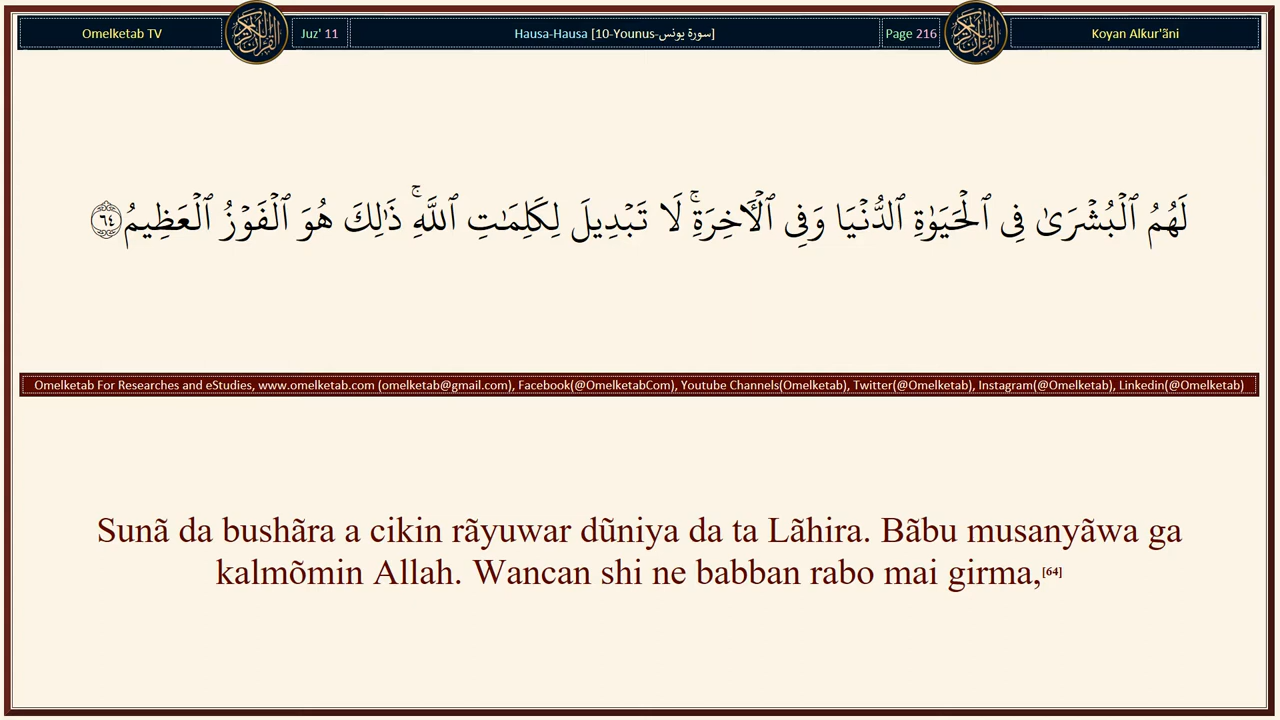 Omelketab TV
Juz' 11
Hausa-Hausa [10-Younus-سورة يونس]
Page 216
Koyan Alƙur'ãni
لَهُمُ ٱلْبُشْرَىٰ فِى ٱلْحَيَوٰةِ ٱلدُّنْيَا وَفِى ٱلْـَٔاخِرَةِ ۚ لَا تَبْدِيلَ لِكَلِمَـٰتِ ٱللَّهِ ۚ ذَٰلِكَ هُوَ ٱلْفَوْزُ ٱلْعَظِيمُ ٦٤
Omelketab For Researches and eStudies, www.omelketab.com (omelketab@gmail.com), Facebook(@OmelketabCom), Youtube Channels(Omelketab), Twitter(@Omelketab), Instagram(@Omelketab), Linkedin(@Omelketab)
Sunã da bushãra a cikin rãyuwar dũniya da ta Lãhira. Bãbu musanyãwa ga
kalmõmin Allah. Wancan shi ne babban rabo mai girma,[64]